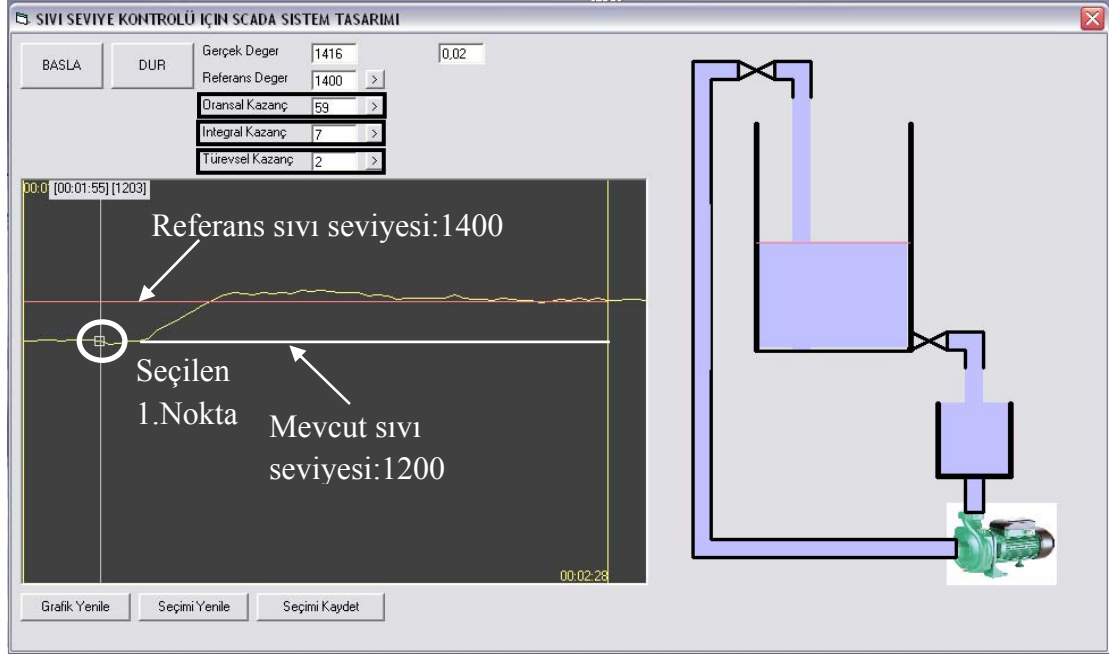 SIVI SEVIYE KONTROLÜ IÇIN SCADA SISTEM TASARIMI
BASLA
DUR
Gerçek Deger 1416 0,02
Referans Deger 1400 >
Oransal Kazanç 59 >
Integral Kazanç 7 >
Türevsel Kazanç 2 >
[00:01:55] [1203]
Referans sıvı seviyesi:1400
Seçilen
1.Nokta
Mevcut sıvı
seviyesi:1200
00:02:28
Grafik Yenile
Seçimi Yenile
Seçimi Kaydet